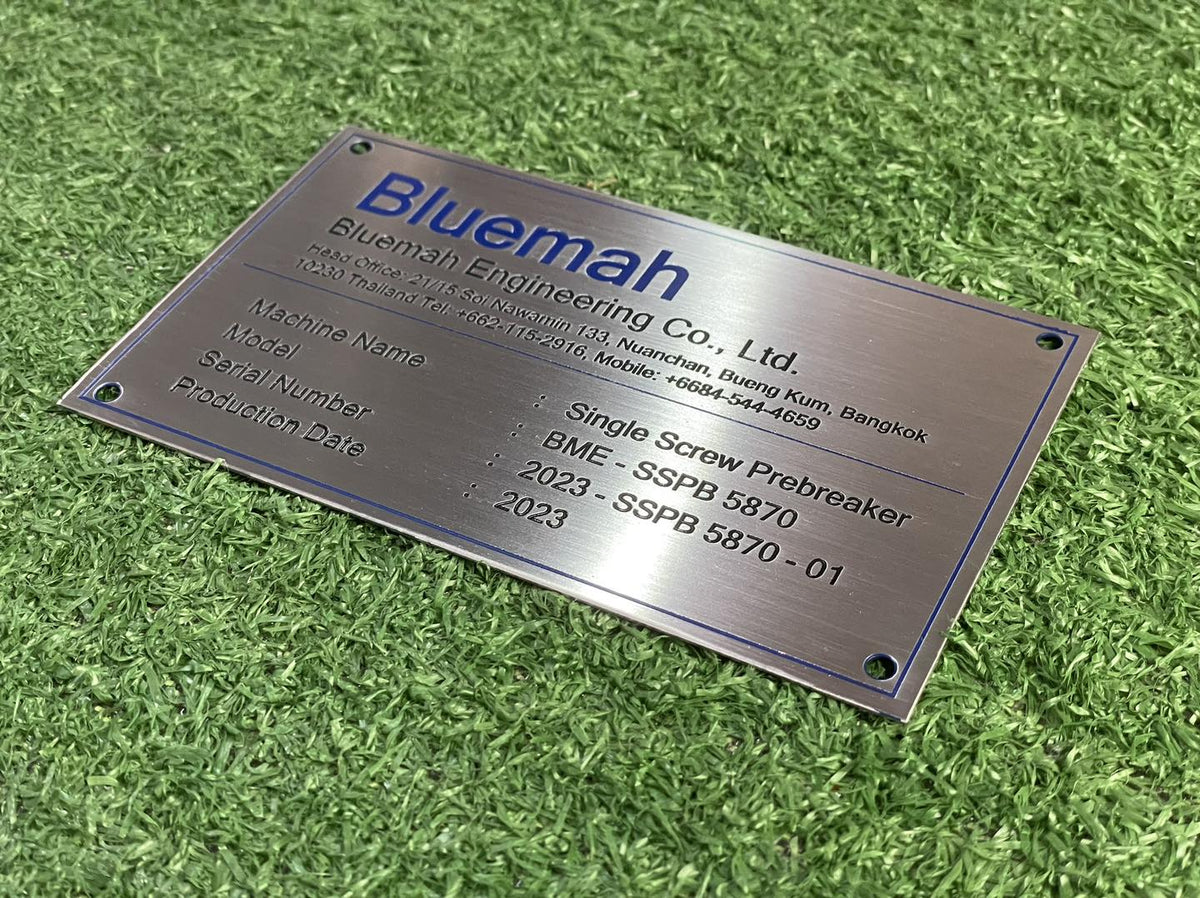 Bluemah
Bluemah Engineering Co., Ltd.
Head Office: 21/15 Soi Nawamin 133, Nuanchan, Bueng Kum, Bangkok
10230 Thailand Tel: +662-115-2916, Mobile: +6684-544-4659
Machine Name : Single Screw Prebreaker
Model : BME - SSPB 5870
Serial Number : 2023 - SSPB 5870 - 01
Production Date : 2023